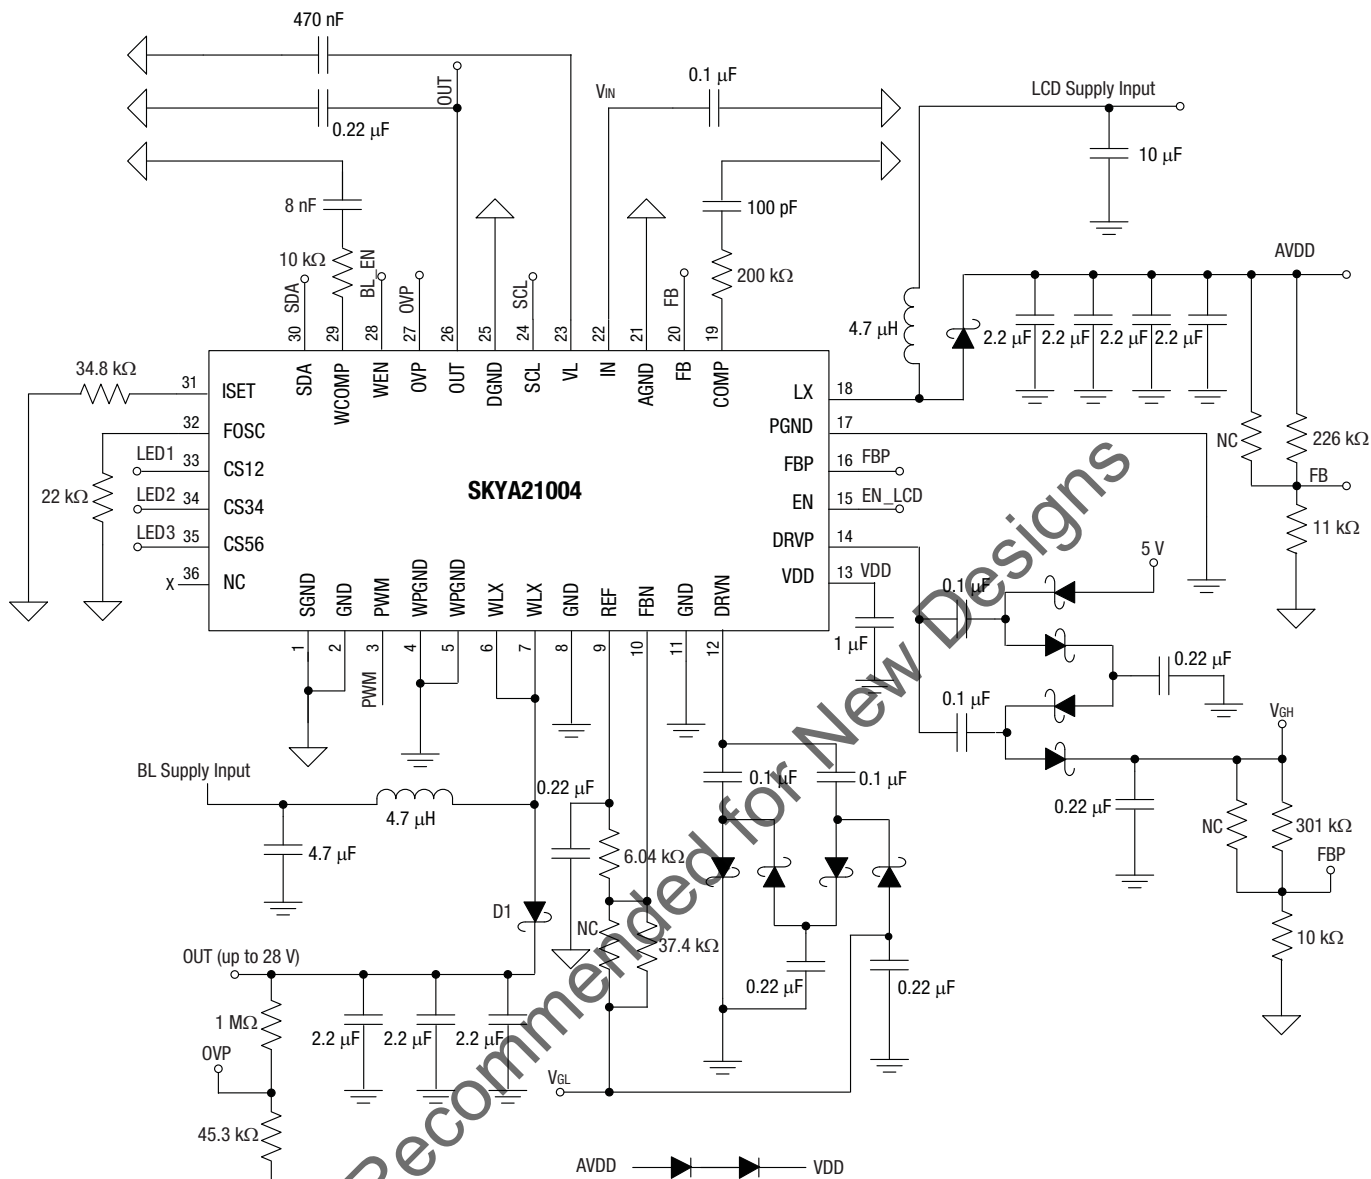 470 nF
OUT
0.22 µF
VIN
0.1 µF
LCD Supply Input
10 µF
8 nF
10 kΩ
100 pF
200 kΩ
SDA
BL_EN
OVP
SCL
FB
AVDD
4.7 µH
2.2 µF
2.2 µF
2.2 µF
2.2 µF
30
29
28
27
26
25
24
23
22
21
20
19
SDA
WCOMP
WEN
OVP
OUT
DGND
SCL
VL
IN
AGND
FB
COMP
34.8 kΩ
31
ISET
32
FOSC
LED1
33
CS12
22 kΩ
LED2
34
CS34
LED3
35
CS56
X
36
NC
SKYA21004
LX
18
PGND
17
FBP
16
FBP
EN
15
EN_LCD
DRVP
14
VDD
13
VDD
NC
226 kΩ
FB
11 kΩ
SGND
GND
PWM
WPGND
WPGND
WLX
WLX
GND
REF
FBN
GND
DRVN
1
2
3
4
5
6
7
8
9
10
11
12
PWM
1 µF
0.1 µF
5 V
0.22 µF
0.1 µF
VGH
0.22 µF
NC
301 kΩ
FBP
10 kΩ
BL Supply Input
4.7 µH
4.7 µF
0.22 µF
6.04 kΩ
NC
37.4 kΩ
0.1 µF
0.1 µF
0.22 µF
0.22 µF
D1
OUT (up to 28 V)
1 MΩ
2.2 µF
2.2 µF
2.2 µF
OVP
45.3 kΩ
VGL
AVDD
VDD
Recommended for New Designs